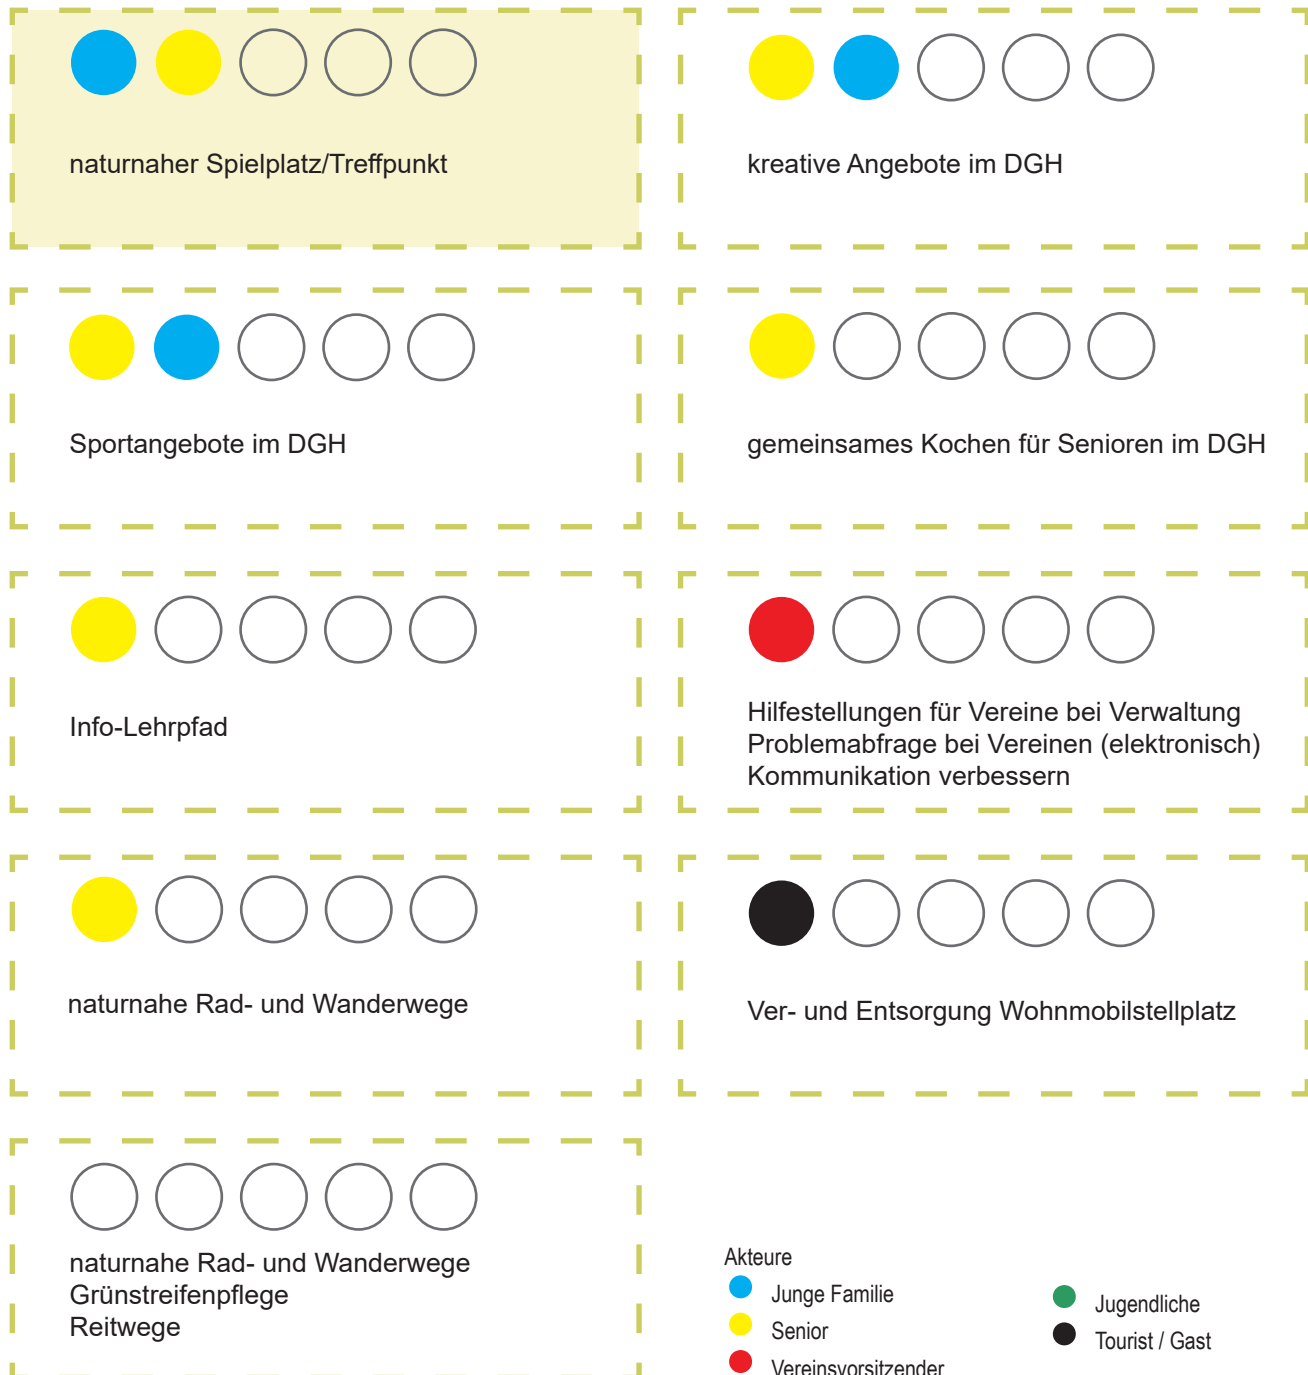 naturnaher Spielplatz/Treffpunkt
kreative Angebote im DGH
Sportangebote im DGH
gemeinsames Kochen für Senioren im DGH
Info-Lehrpfad
Hilfestellungen für Vereine bei Verwaltung
Problemabfrage bei Vereinen (elektronisch)
Kommunikation verbessern
naturnahe Rad- und Wanderwege
Ver- und Entsorgung Wohnmobilstellplatz
naturnahe Rad- und Wanderwege
Grünstreifenpflege
Reitwege
Akteure
Junge Familie
Senior
Vereinsvorsitzender
Jugendliche
Tourist / Gast